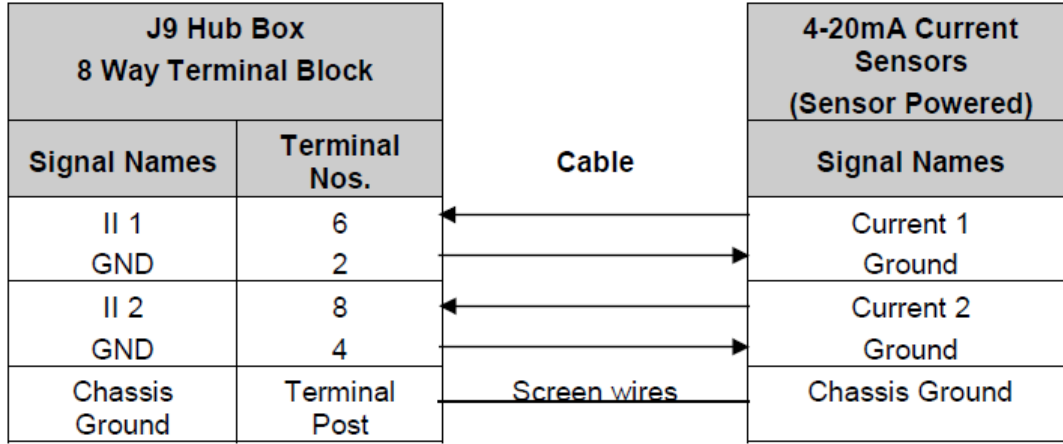 J9 Hub Box
8 Way Terminal Block
4-20mA Current
Sensors
(Sensor Powered)
Signal Names
Terminal
Nos.
Cable
Signal Names
II 1
6
Current 1
GND
2
Ground
II 2
8
Current 2
GND
4
Ground
Chassis
Ground
Terminal
Post
Screen wires
Chassis Ground